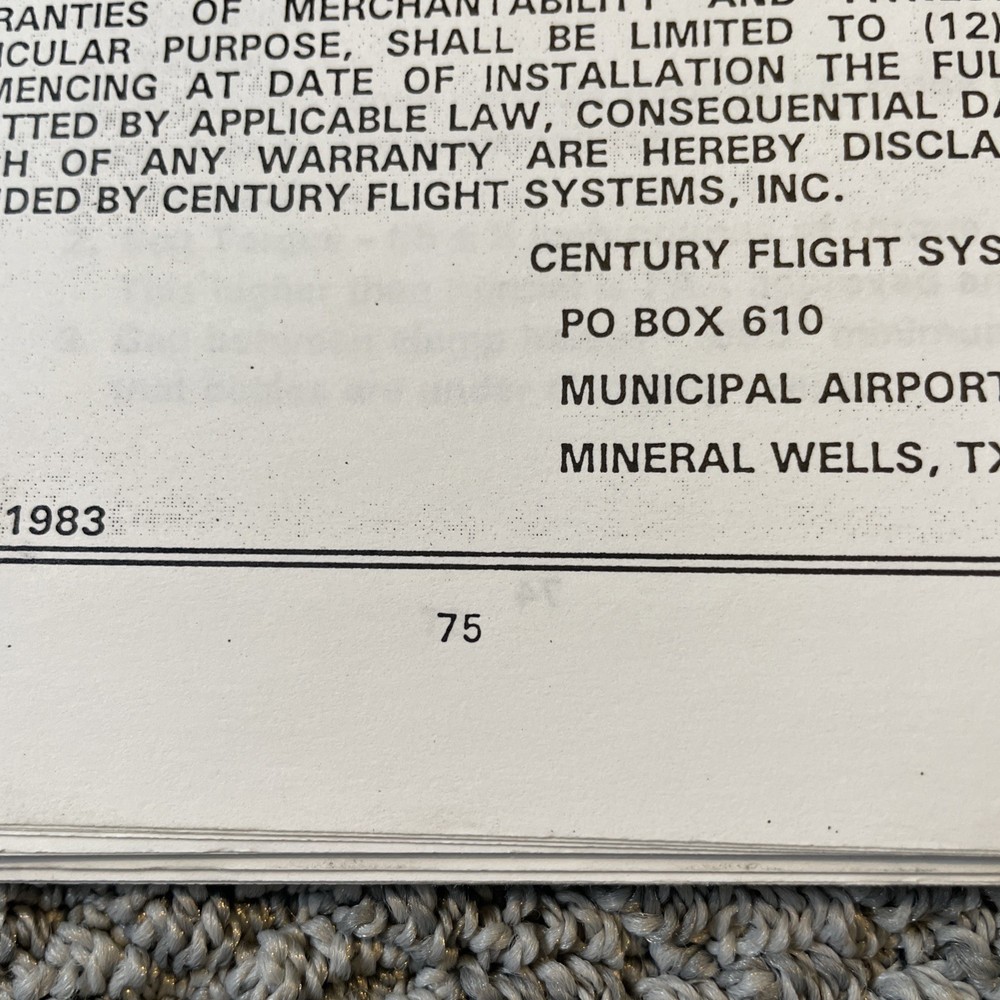 RANTIES OF MERCHANTABILITY AND
ICULAR PURPOSE, SHALL BE LIMITED TO (12)
MENCING AT DATE OF INSTALLATION THE FUL
TTED BY APPLICABLE LAW, CONSEQUENTIAL DA
H OF ANY WARRANTY ARE HEREBY DISCLA
DED BY CENTURY FLIGHT SYSTEMS, INC.
CENTURY FLIGHT SYS
PO BOX 610
MUNICIPAL AIRPORT
MINERAL WELLS, TX
1983
74
75